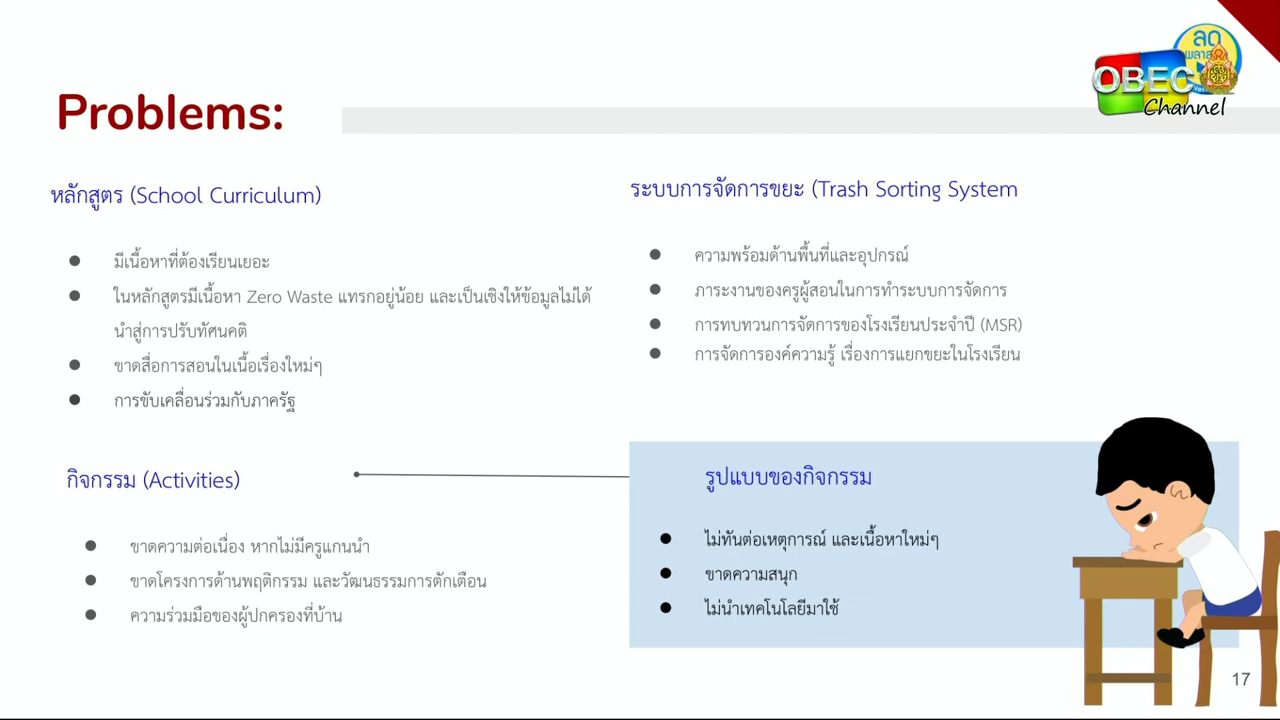 ลด
OBEC
Channel
Problems:
หลักสูตร (School Curriculum)
มีเนื้อหาที่ต้องเรียนเยอะ
ในหลักสูตรมีเนื้อหา Zero Waste แทรกอยู่น้อย และเป็นเชิงให้ข้อมูลไม่ได้
นำสู่การปรับทัศนคติ
ขาดสื่อการสอนในเนื้อเรื่องใหม่ๆ
การขับเคลื่อนร่วมกับภาครัฐ
ระบบการจัดการขยะ (Trash Sorting System
ความพร้อมด้านพื้นที่และอุปกรณ์
ภาระงานของครูผู้สอนในการทำระบบการจัดการ
การทบทวนการจัดการของโรงเรียนประจำปี (MSR)
การจัดการองค์ความรู้ เรื่องการแยกขยะในโรงเรียน
กิจกรรม (Activities)
ขาดความต่อเนื่อง หากไม่มีครูแกนนำ
ขาดโครงการด้านพฤติกรรม และวัฒนธรรมการตักเตือน
ความร่วมมือของผู้ปกครองที่บ้าน
รูปแบบของกิจกรรม
ไม่ทันต่อเหตุการณ์ และเนื้อหาใหม่ๆ
ขาดความสนุก
ไม่นำเทคโนโลยีมาใช้
17